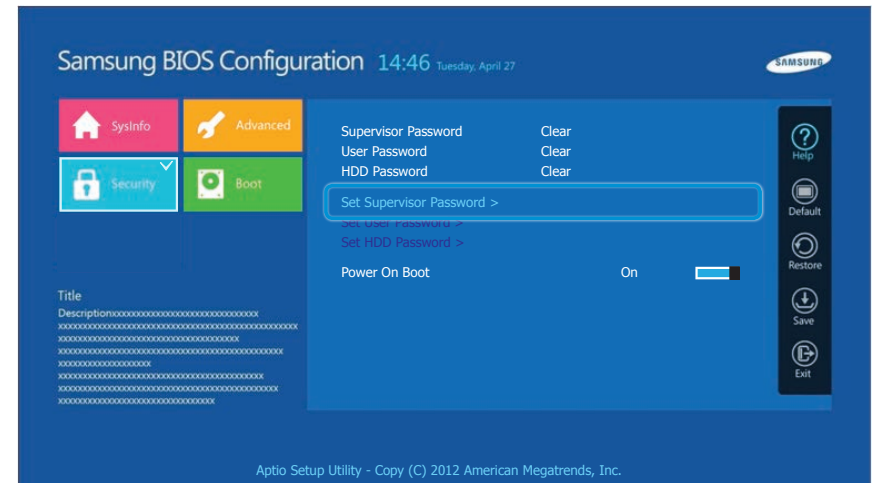 Samsung BIOS Configuration 14:46 Tuesday, April 27
SAMSUNG
SysInfo
Advanced
Security
Boot
Supervisor Password Clear
User Password Clear
HDD Password Clear
Set Supervisor Password >
Set User Password >
Set HDD Password >
Power On Boot On
Help
Default
Restore
Save
Exit
Title
Aptio Setup Utility - Copy (C) 2012 American Megatrends, Inc.